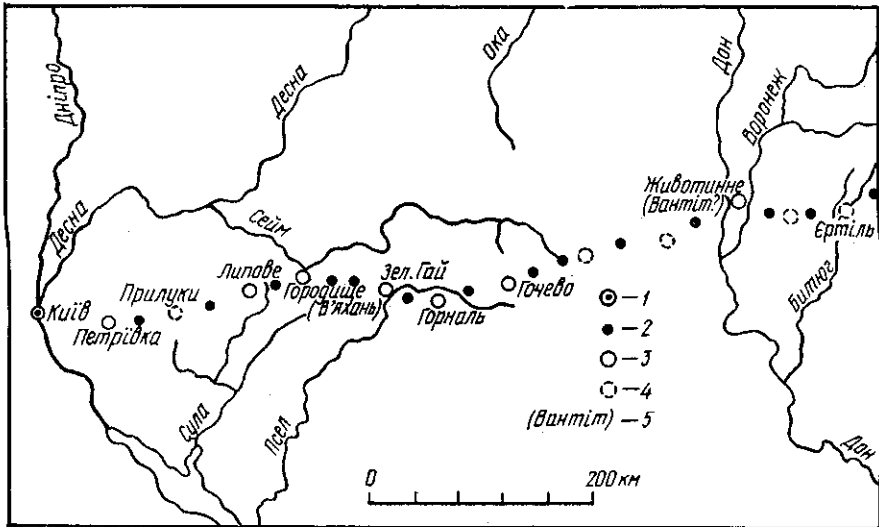 Дніпро
Десна
Ока
Дон
Воронеж
Десна
Сейм
Животинне
(Вантіт?)
Єртіль
Битюг
Липове
Городище
(В'яхань)
Зел. Гай
Гочево
Київ
Прилуки
Петрівка
Горналь
Сула
Псел
Дон
1
2
3
4
(Вантіт) – 5
0 200 км